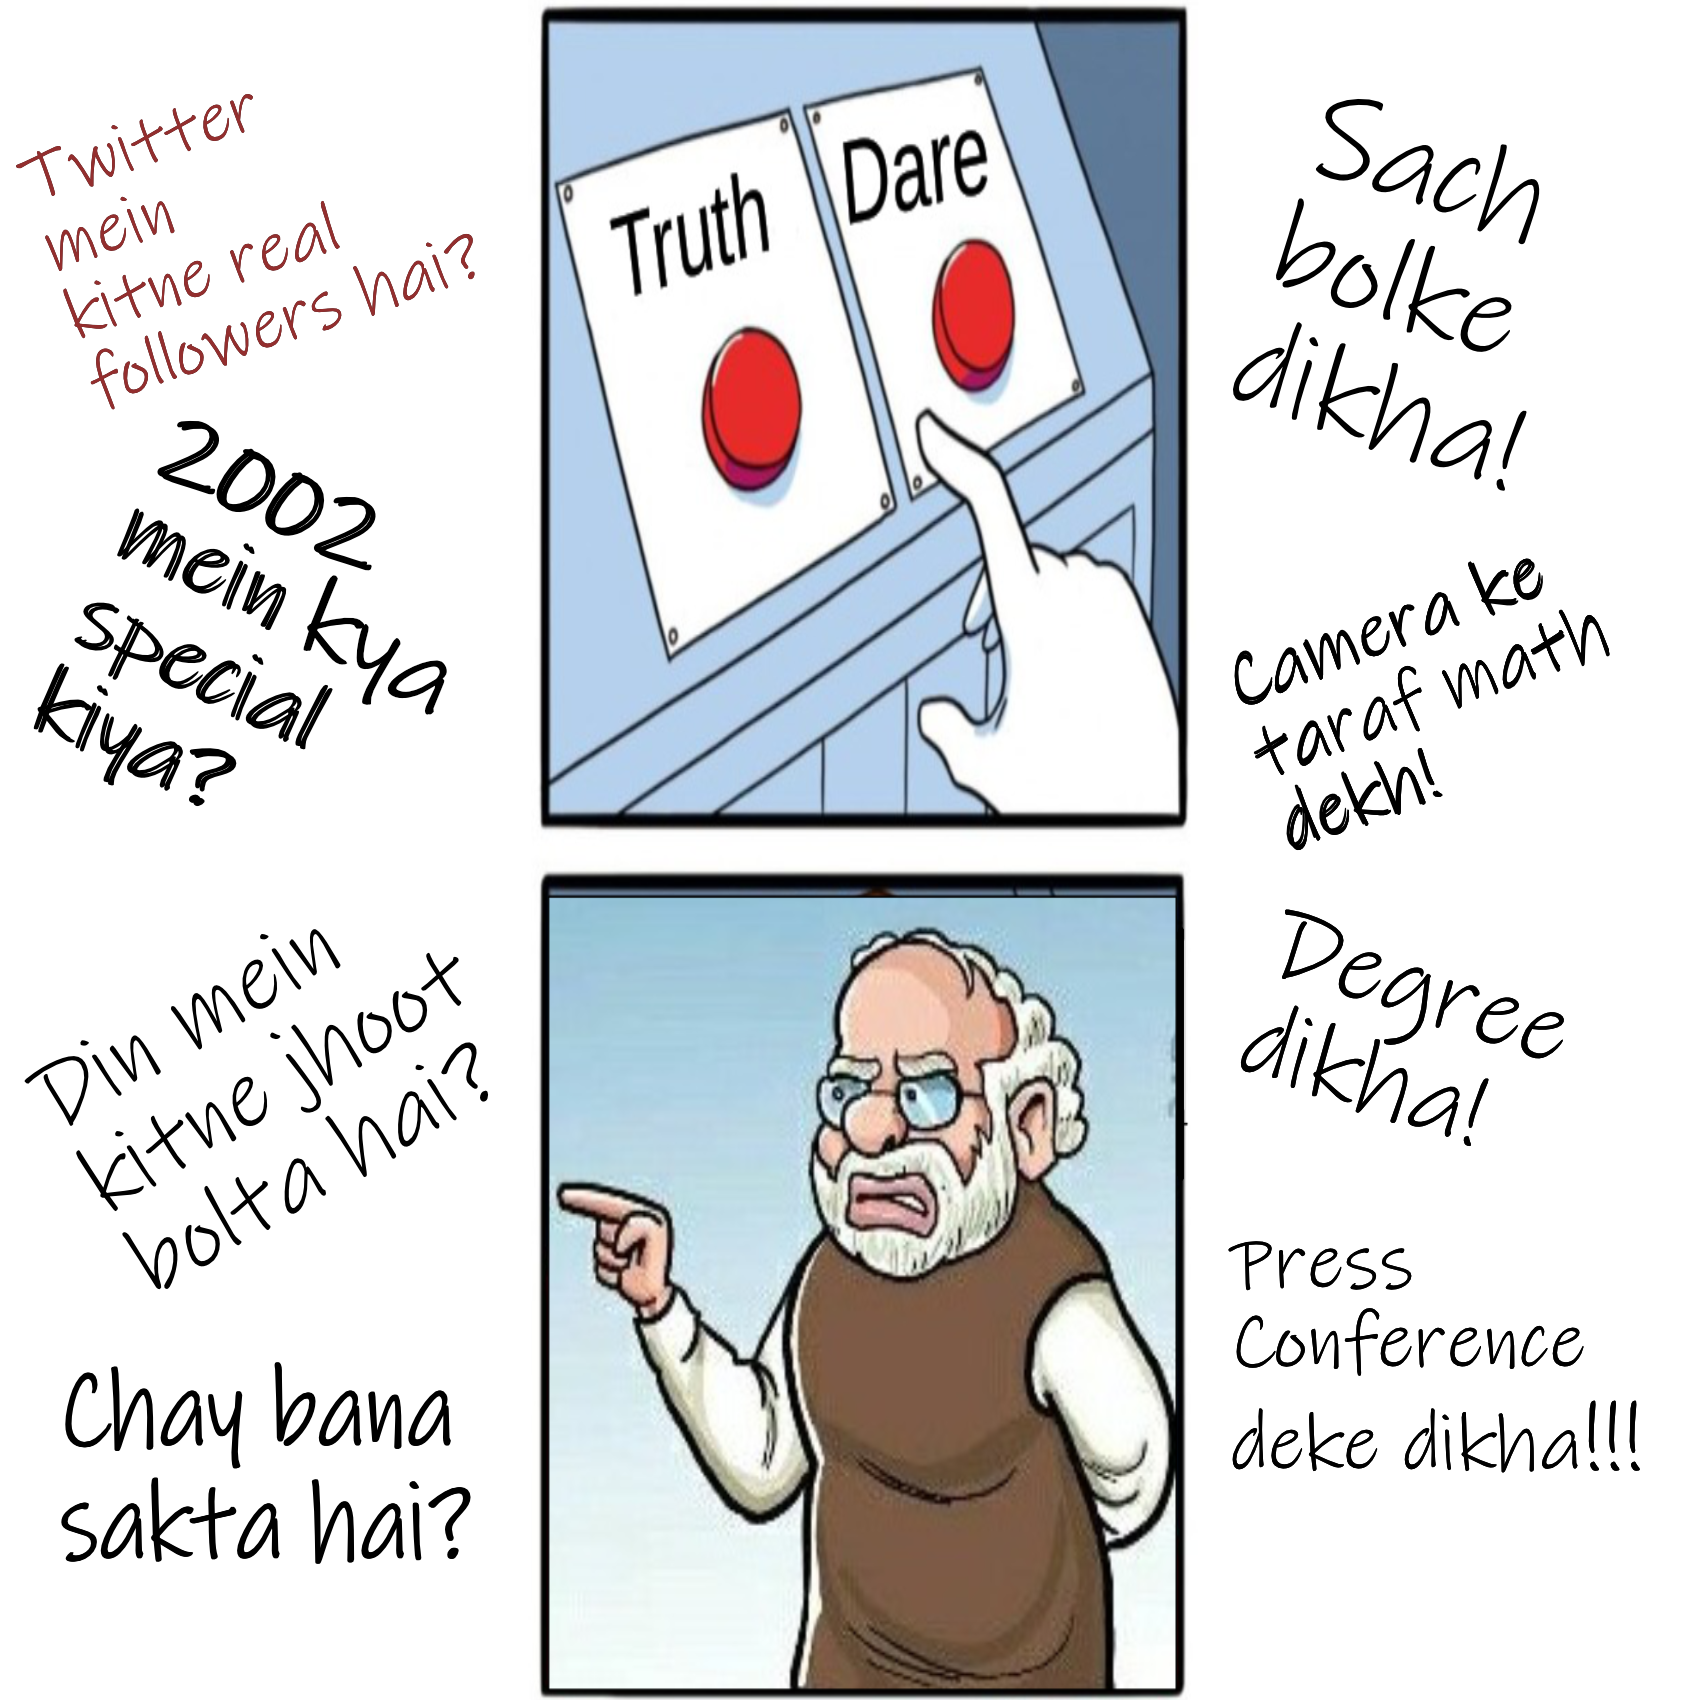 Twitter
mein
kitne real
followers hai?
2002
mein kya
special
kiya?
Din mein
kitne jhoot
bolta hai?
Chay bana
sakta hai?
Truth
Dare
Sach
bolke
dikha!
Camera ke
taraf math
dekh!
Degree
dikha!
Press
Conference
deke dikha!!!